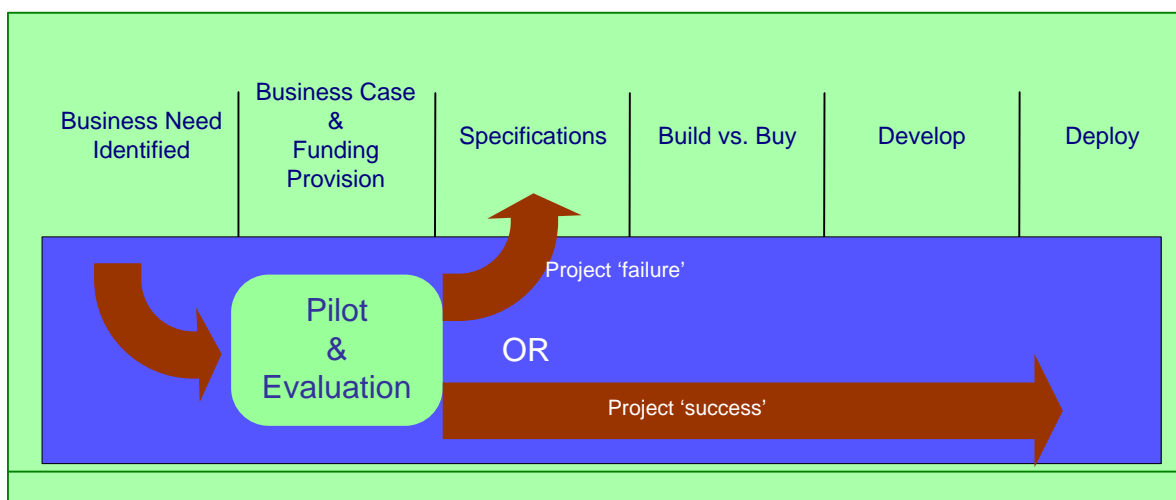 Business Need
Identified
Business Case
&
Funding
Provision
Specifications
Build vs. Buy
Develop
Deploy
Project ‘failure’
Pilot
&
Evaluation
OR
Project ‘success’